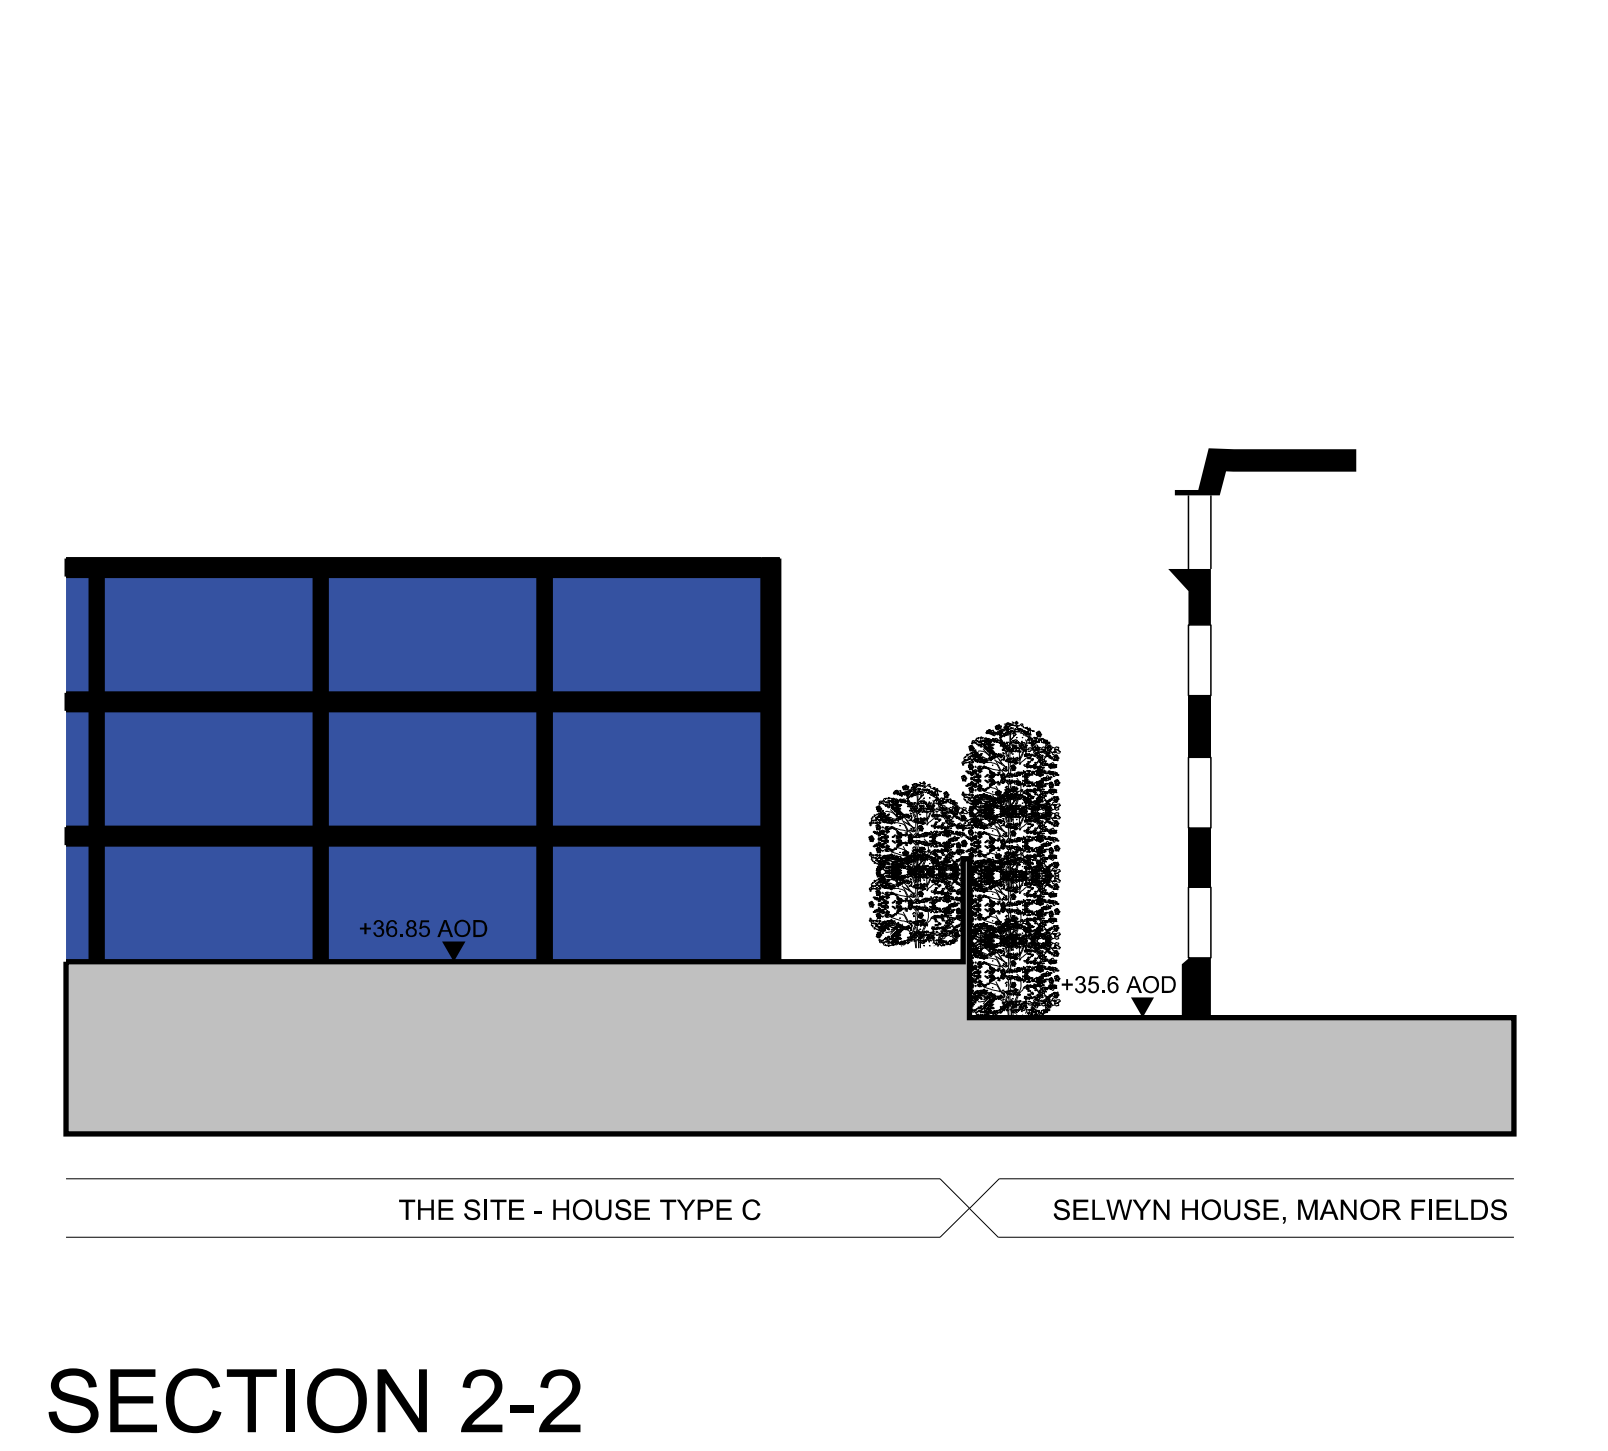 +36.85 AOD
+35.6 AOD
THE SITE - HOUSE TYPE C
SELWYN HOUSE, MANOR FIELDS
SECTION 2-2